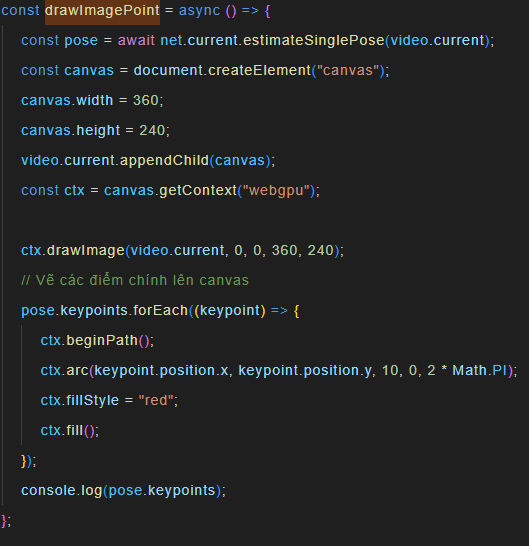 const drawImagePoint = async () => {
const pose = await net.current.estimateSinglePose(video.current);
const canvas = document.createElement("canvas");
canvas.width = 360;
canvas.height = 240;
video.current.appendChild(canvas);
const ctx = canvas.getContext("webgpu");
ctx.drawImage(video.current, 0, 0, 360, 240);
// Vẽ các điểm chính lên canvas
pose.keypoints.forEach((keypoint) => {
ctx.beginPath();
ctx.arc(keypoint.position.x, keypoint.position.y, 10, 0, 2 * Math.PI);
ctx.fillStyle = "red";
ctx.fill();
});
console.log(pose.keypoints);
};